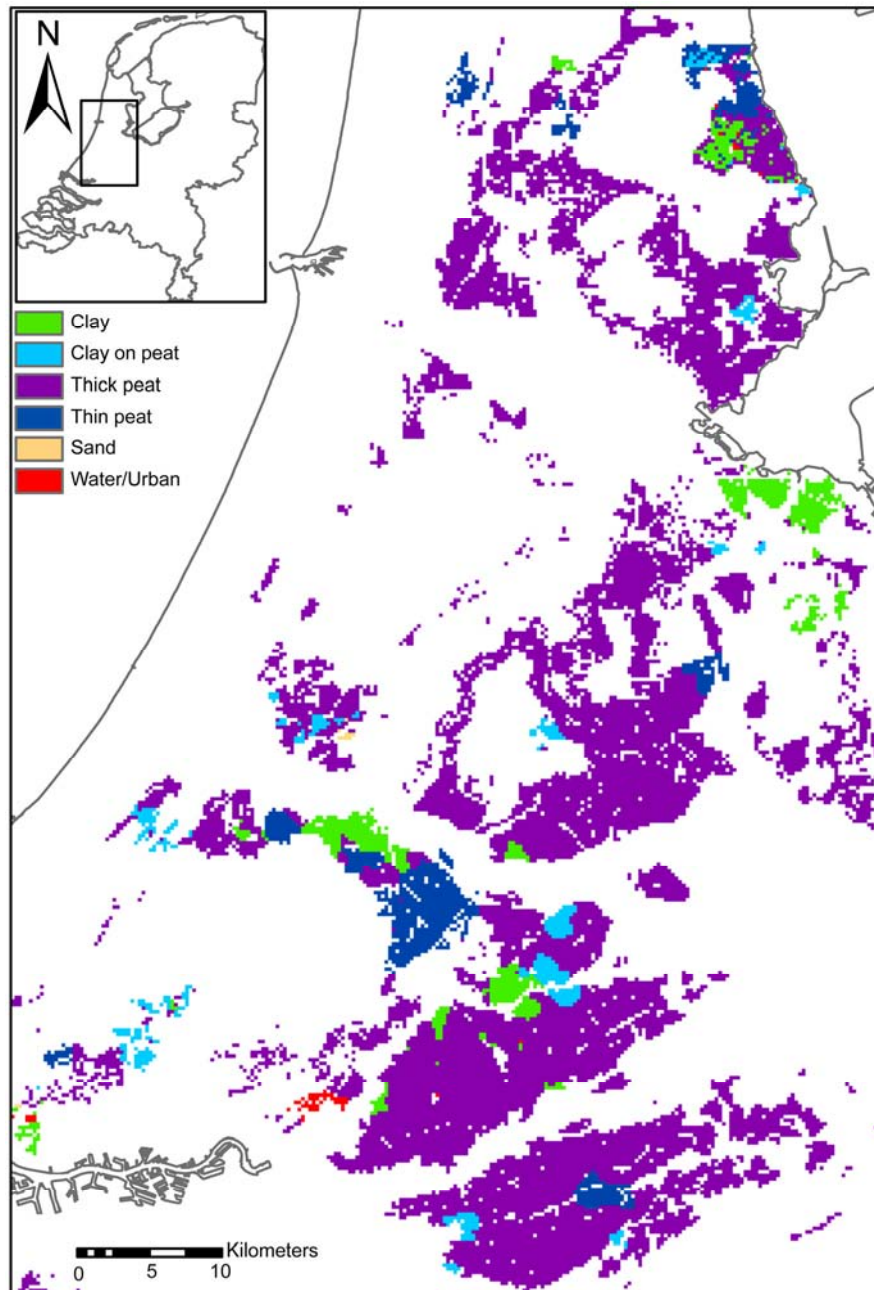 N
Clay
Clay on peat
Thick peat
Thin peat
Sand
Water/Urban
Kilometers
0 5 10